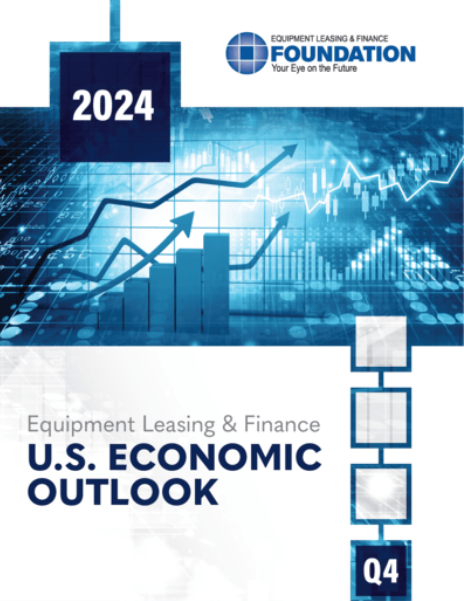 EQUIPMENT LEASING & FINANCE
FOUNDATION
Your Eye on the Future
2024
Equipment Leasing & Finance
U.S. ECONOMIC
OUTLOOK
Q4